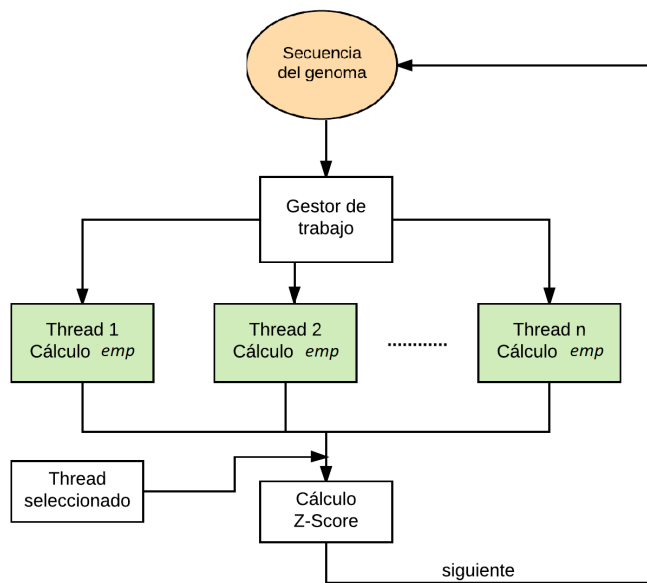 Secuencia
del genoma
Gestor de
trabajo
Thread 1
Cálculo emp
Thread 2
Cálculo emp
Thread n
Cálculo emp
Thread
seleccionado
Cálculo
Z-Score
siguiente